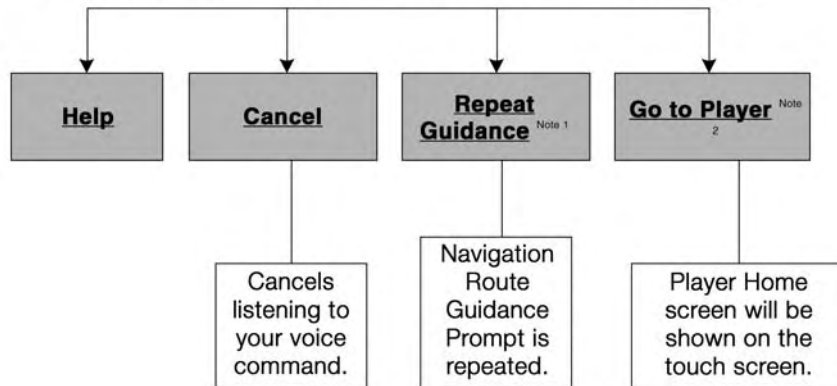 Help
Cancel
Repeat
Guidance Note 1
Go to Player Note
2
Cancels
listening to
your voice
command.
Navigation
Route
Guidance
Prompt is
repeated.
Player Home
screen will be
shown on the
touch screen.